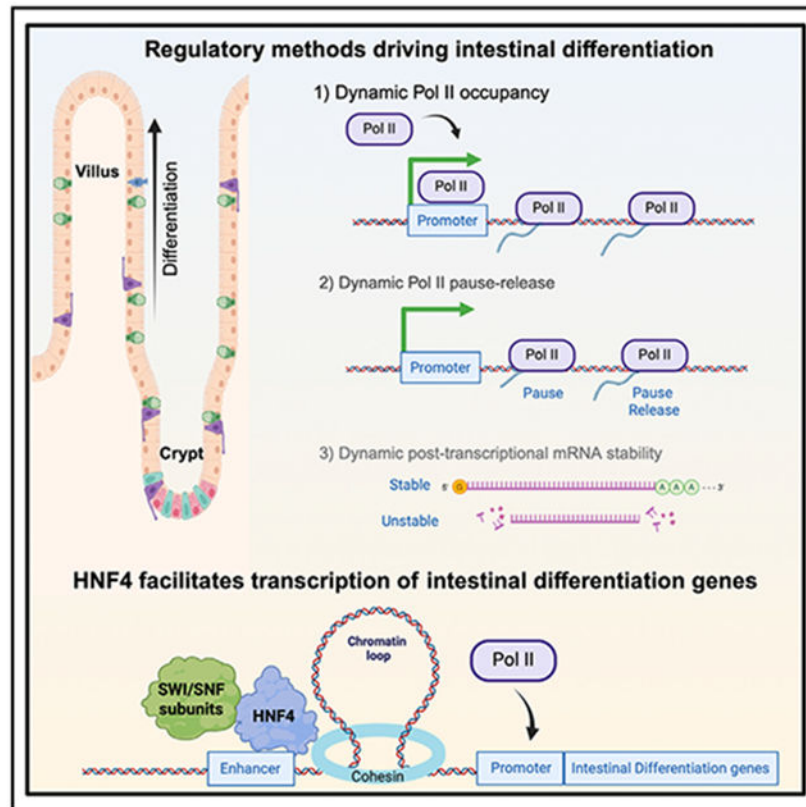 Regulatory methods driving intestinal differentiation
Villus
Differentiation
Crypt
1) Dynamic Pol II occupancy
Pol II
Pol II
Promoter
Pol II
Pol II
2) Dynamic Pol II pause-release
Promoter
Pol II
Pause
Pol II
Pause
Release
3) Dynamic post-transcriptional mRNA stability
Stable
5' G A A A ---3'
Unstable
HNF4 facilitates transcription of intestinal differentiation genes
SWI/SNF
subunits
HNF4
Enhancer
Chromatin
loop
Cohesin
Pol II
Promoter
Intestinal Differentiation genes